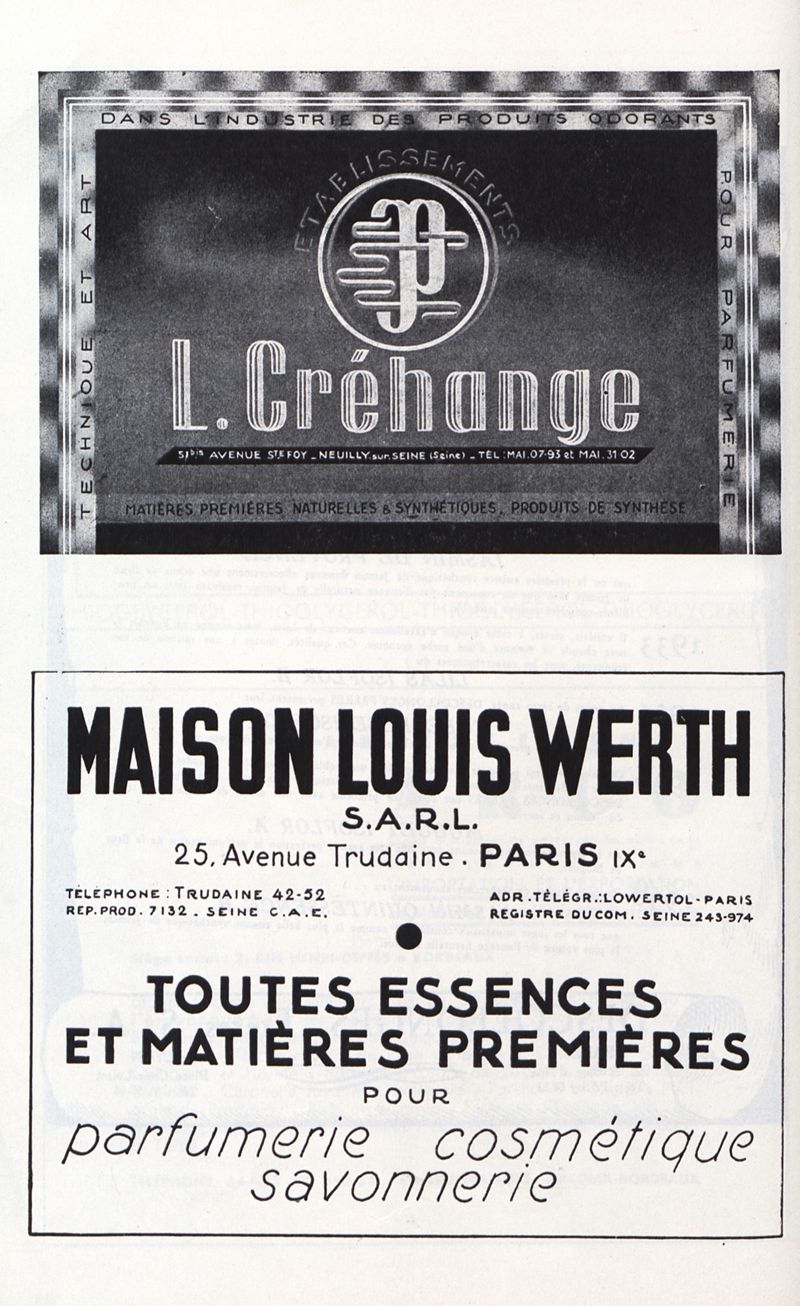 TECHNIQUE ET ART
DANS L'INDUSTRIE DES PRODUITS ODORANTS
POUR PARFUMERIE
ETABLISSEMENTS
L. Créhange
51bis AVENUE STE FOY _ NEUILLY sur SEINE (Seine) _ TÉL : MAI. 07-93 et MAI. 31-02
MATIÈRES PREMIÈRES NATURELLES & SYNTHÉTIQUES, PRODUITS DE SYNTHÈSE
MAISON LOUIS WERTH
S.A.R.L.
25, Avenue Trudaine . PARIS IXe
TÉLÉPHONE : TRUDAINE 42-52
REP. PROD. 7132 . SEINE C.A.E.
ADR. TÉLÉGR.: LOWERTOL - PARIS
REGISTRE DU COM. SEINE 243-974
TOUTES ESSENCES
ET MATIÈRES PREMIÈRES
POUR
parfumerie cosmétique
savonnerie